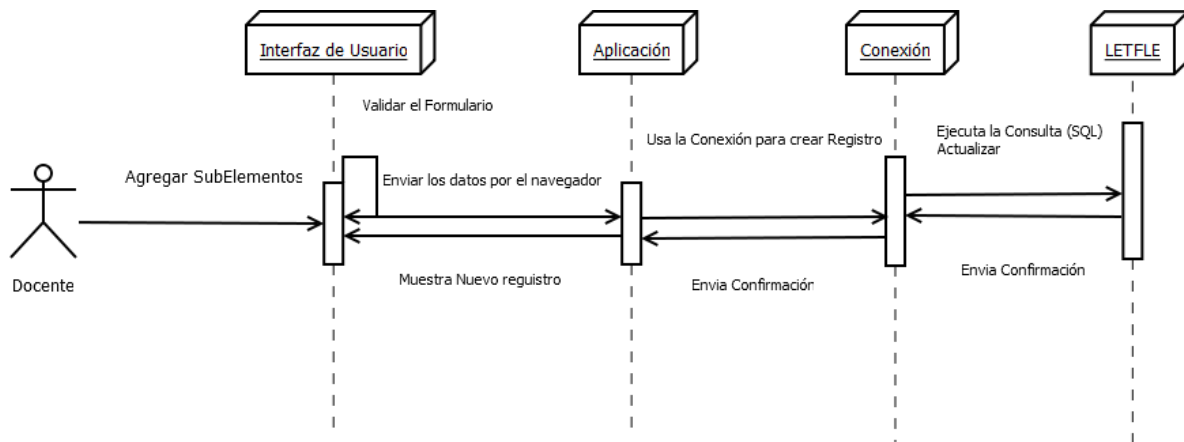 Interfaz de Usuario
Aplicación
Conexión
LETFLE
Validar el Formulario
Usa la Conexión para crear Registro
Ejecuta la Consulta (SQL)
Actualizar
Agregar SubElementos
Enviar los datos por el navegador
Docente
Muestra Nuevo reguistro
Envia Confirmación
Envia Confirmación